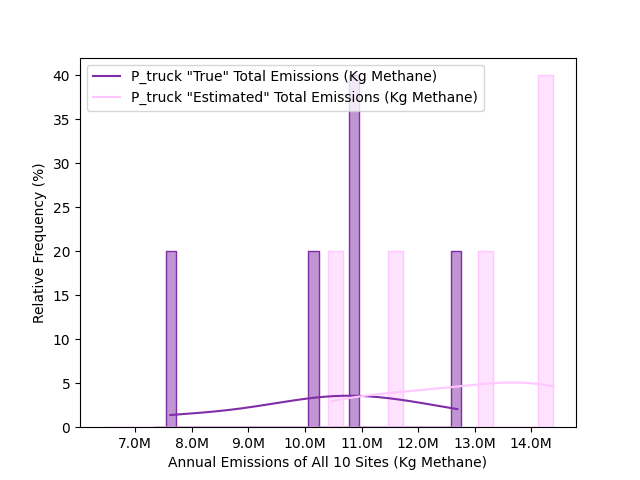 P_truck "True" Total Emissions (Kg Methane)
P_truck "Estimated" Total Emissions (Kg Methane)
40
35
30
25
20
15
10
5
0
Relative Frequency (%)
7.0M 8.0M 9.0M 10.0M 11.0M 12.0M 13.0M 14.0M
Annual Emissions of All 10 Sites (Kg Methane)